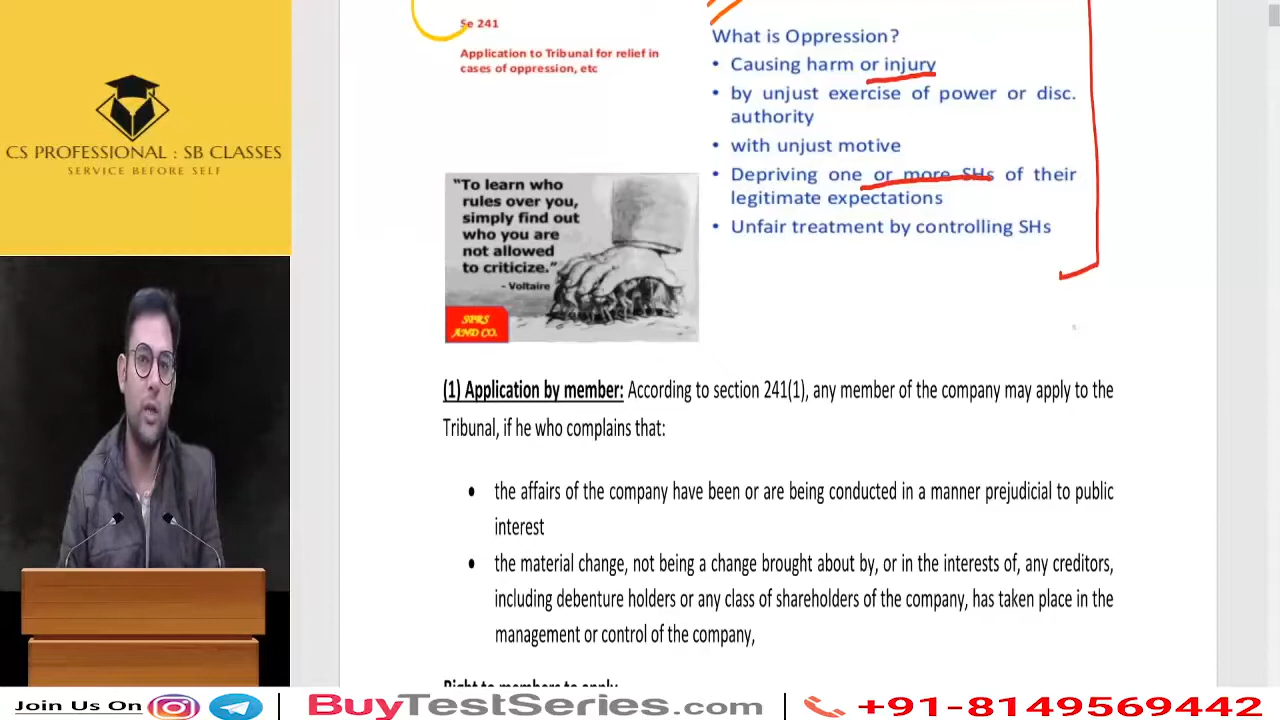 CS PROFESSIONAL : SB CLASSES
SERVICE BEFORE SELF
Se 241
Application to Tribunal for relief in
cases of oppression, etc
What is Oppression?
• Causing harm or injury
• by unjust exercise of power or disc.
authority
• with unjust motive
• Depriving one or more SHs of their
legitimate expectations
• Unfair treatment by controlling SHs
“To learn who
rules over you,
simply find out
who you are
not allowed
to criticize.”
- Voltaire
SPRS
AND CO.
(1) Application by member: According to section 241(1), any member of the company may apply to the
Tribunal, if he who complains that:
• the affairs of the company have been or are being conducted in a manner prejudicial to public
interest
• the material change, not being a change brought about by, or in the interests of, any creditors,
including debenture holders or any class of shareholders of the company, has taken place in the
management or control of the company,
Right to members to apply
Join Us On
BuyTestSeries.com
+91-8149569442